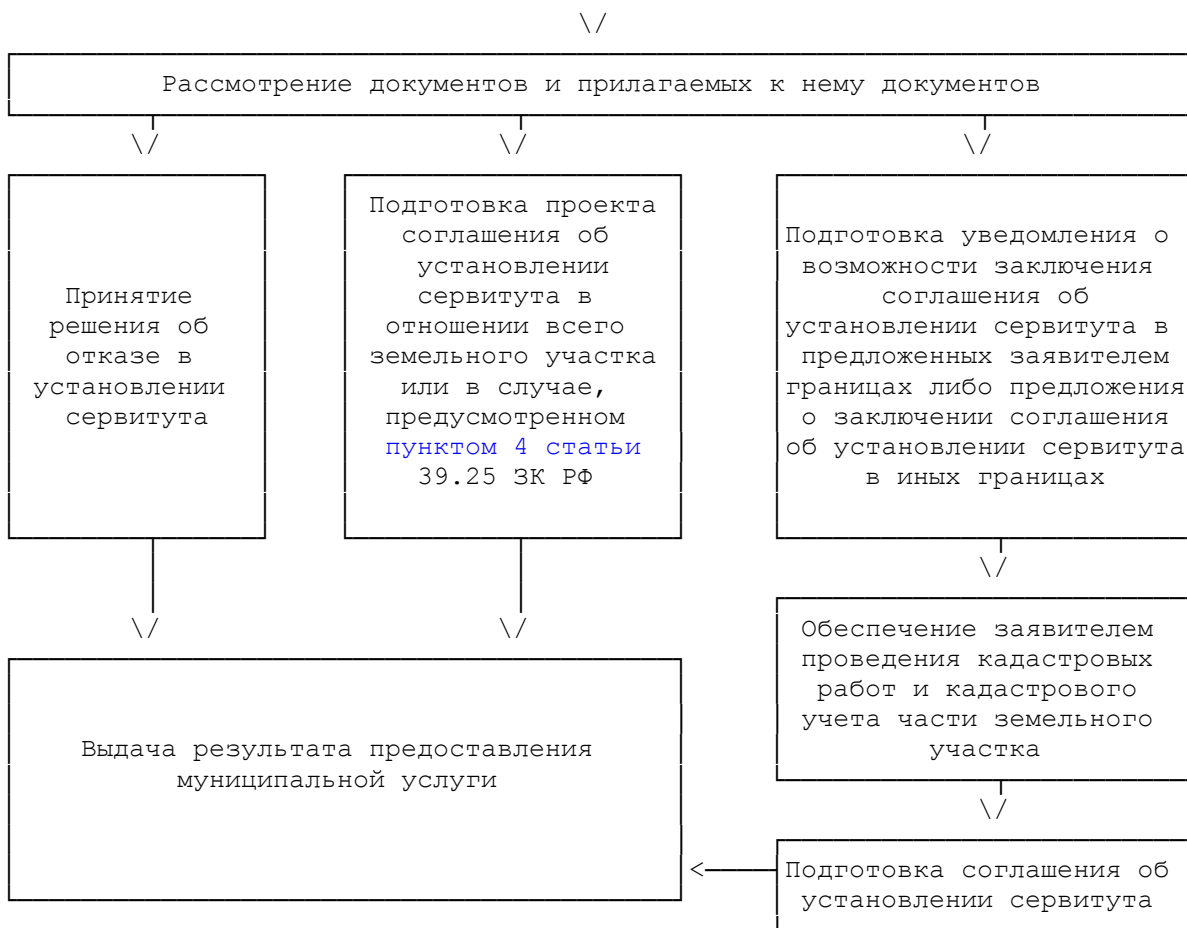 Рассмотрение документов и прилагаемых к нему документов
Принятие
решения об
отказе в
установлении
сервитута
Подготовка проекта
соглашения об
установлении
сервитута в
отношении всего
земельного участка
или в случае,
предусмотренном
пунктом 4 статьи
39.25 ЗК РФ
Подготовка уведомления о
возможности заключения
соглашения об
установлении сервитута в
предложенных заявителем
границах либо предложения
о заключении соглашения
об установлении сервитута
в иных границах
Обеспечение заявителем
проведения кадастровых
работ и кадастрового
учета части земельного
участка
Выдача результата предоставления
муниципальной услуги
Подготовка соглашения об
установлении сервитута